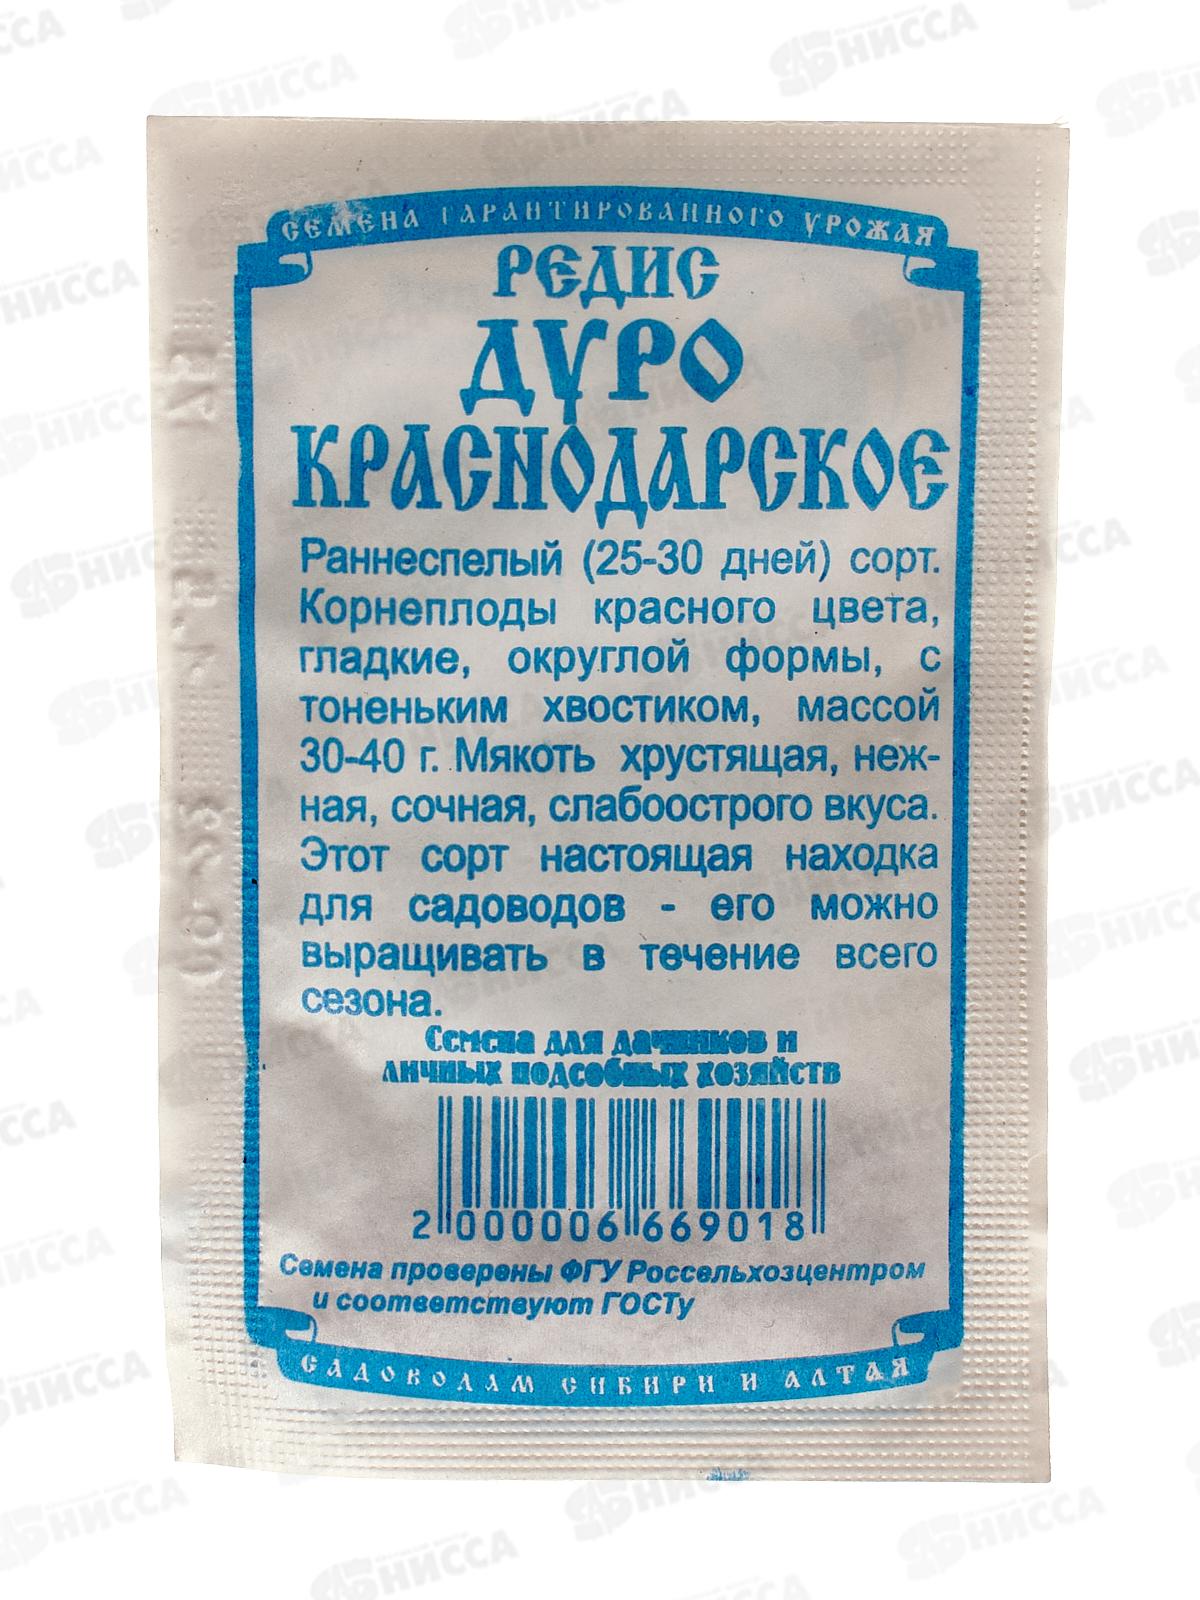 СЕМЕНА ГАРАНТИРОВАННОГО УРОЖАЯ
РЕДИС
ДУРО
КРАСНОДАРСКОЕ
Раннеспелый (25-30 дней) сорт.
Корнеплоды красного цвета,
гладкие, округлой формы, с
тоненьким хвостиком, массой
30-40 г. Мякоть хрустящая, неж-
ная, сочная, слабоострого вкуса.
Этот сорт настоящая находка
для садоводов - его можно
выращивать в течение всего
сезона.
Семена для дачников и
личных подсобных хозяйств
2 000006 669018
Семена проверены ФГУ Россельхозцентром
и соответствуют ГОСТу
САДОВОДАМ СИБИРИ И АЛТАЯ